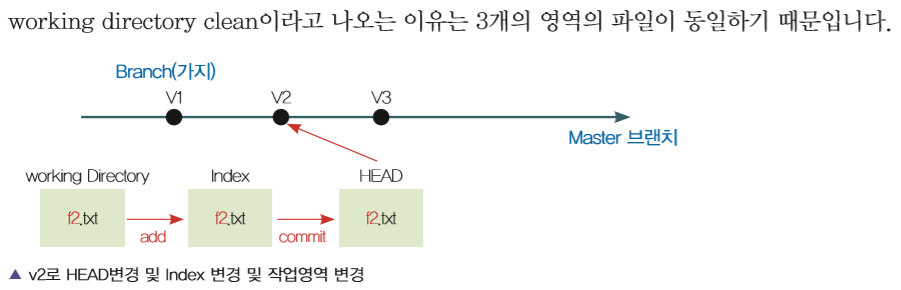 working directory clean이라고 나오는 이유는 3개의 영역의 파일이 동일하기 때문입니다.
Branch(가지)
V1 V2 V3
Master 브랜치
working Directory Index HEAD
f2.txt f2.txt f2.txt
add commit
▲ v2로 HEAD변경 및 Index 변경 및 작업영역 변경